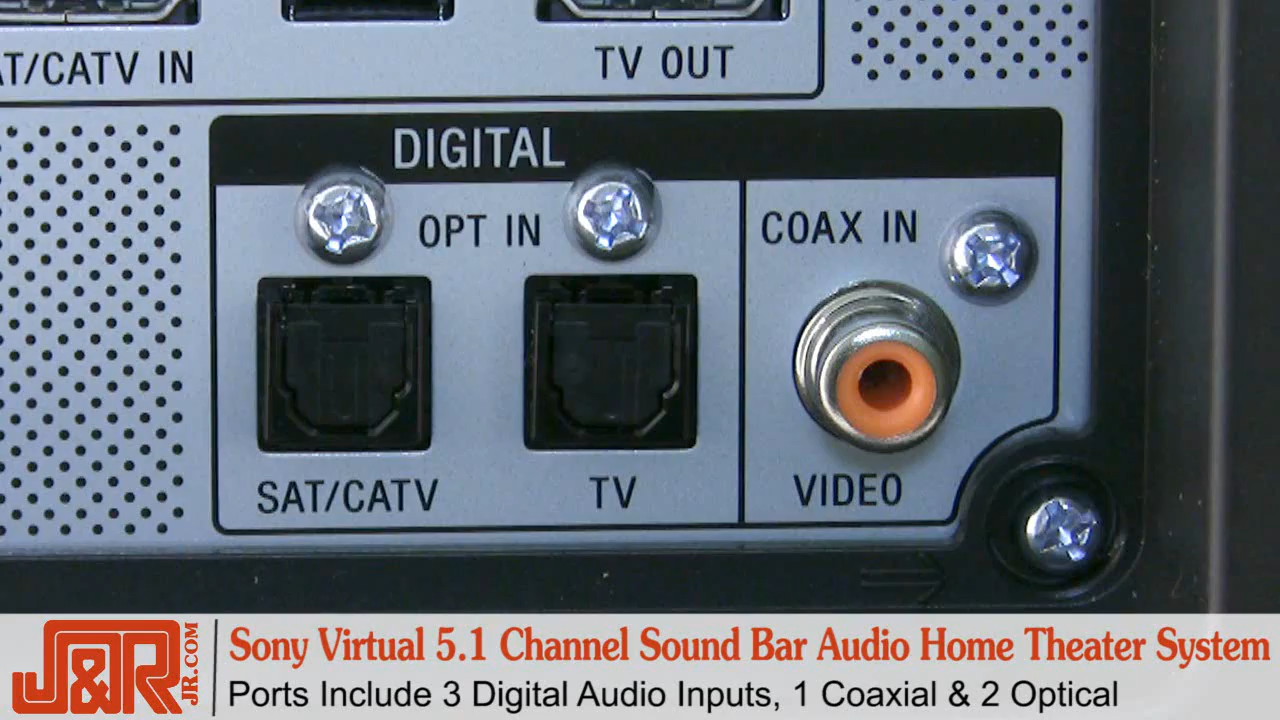 AT/CATV IN
TV OUT
DIGITAL
OPT IN
COAX IN
SAT/CATV
TV
VIDEO
J&R
JR.COM
Sony Virtual 5.1 Channel Sound Bar Audio Home Theater System
Ports Include 3 Digital Audio Inputs, 1 Coaxial & 2 Optical